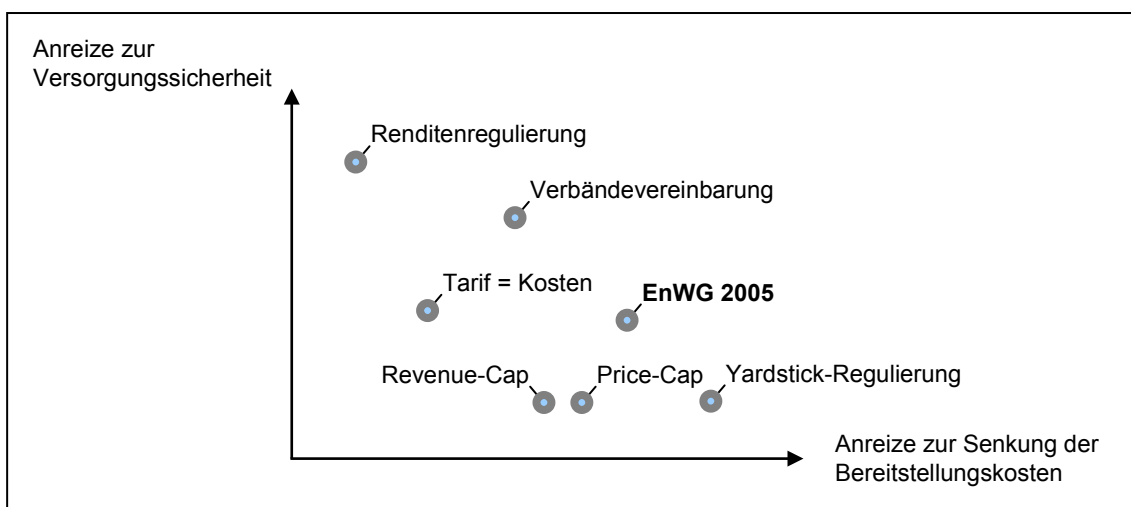 Anreize zur
Versorgungssicherheit
Renditenregulierung
Verbändevereinbarung
Tarif = Kosten
EnWG 2005
Revenue-Cap
Price-Cap
Yardstick-Regulierung
Anreize zur Senkung der
Bereitstellungskosten